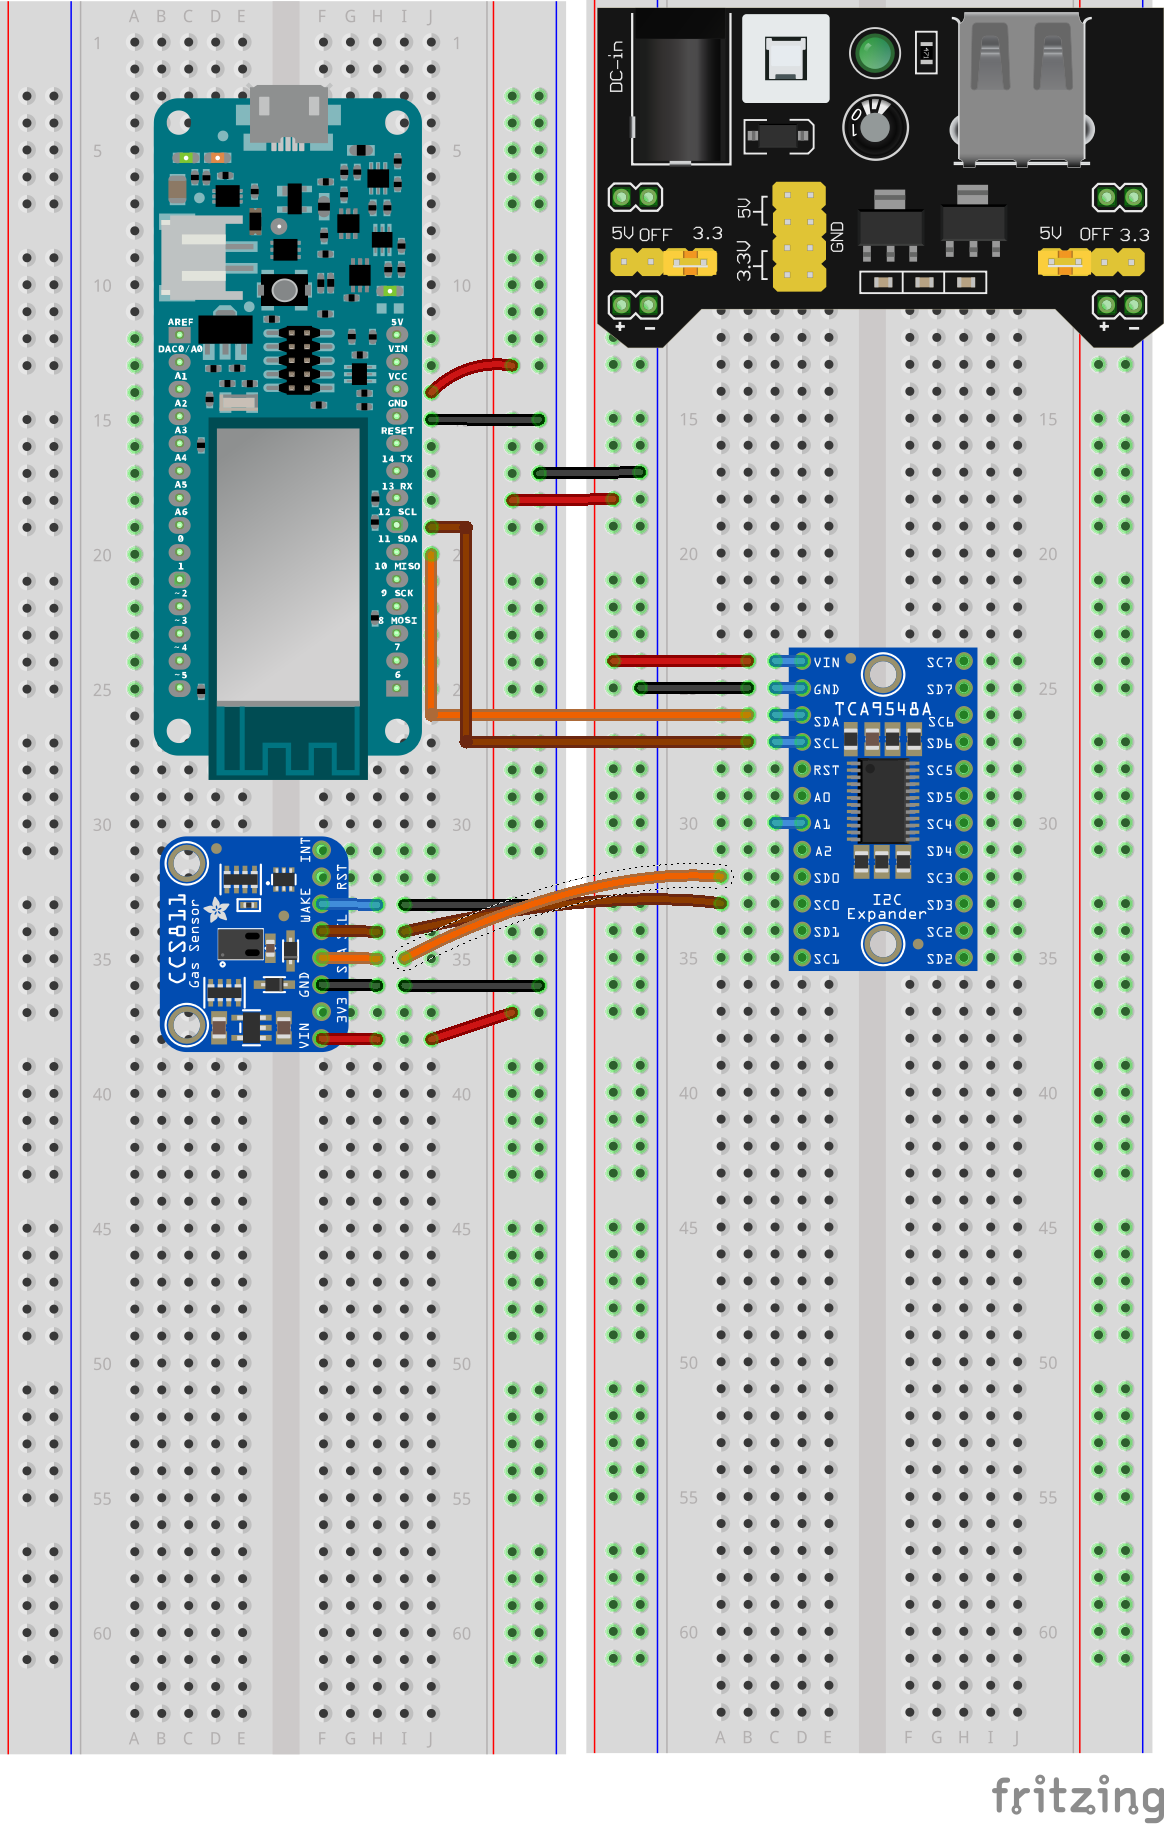 A B C D E F G H I J
1 1
5 5
10 10
15
20
25
30 30
35
40 40
45 45
50 50
55 55
60 60
A B C D E F G H I J
AREF
DAC0/A0
A1
A2
A3
A4
A5
A6
0
1
~2
~3
~4
~5
5V
VIN
VCC
GND
RESET
14 TX
13 RX
12 SCL
11 SDA
10 MISO
9 SCK
8 MOSI
7
6
CCS811
Gas Sensor
INT
RST
WAKE
GND
3V3
VIN
DC-in
10
5V OFF 3.3
5V
3.3V
GND
5V OFF 3.3
+ -
+ -
15 15
20 20
25
30 30
35 35
40 40
45 45
50 50
55 55
60 60
A B C D E F G H I J
VIN
GND
SDA
SCL
RST
A0
A1
A2
SD0
SC0
SD1
SC1
TCA9548A
I2C
Expander
SC7
SD7
SC6
SD6
SC5
SD5
SC4
SD4
SC3
SD3
SC2
SD2
fritzing